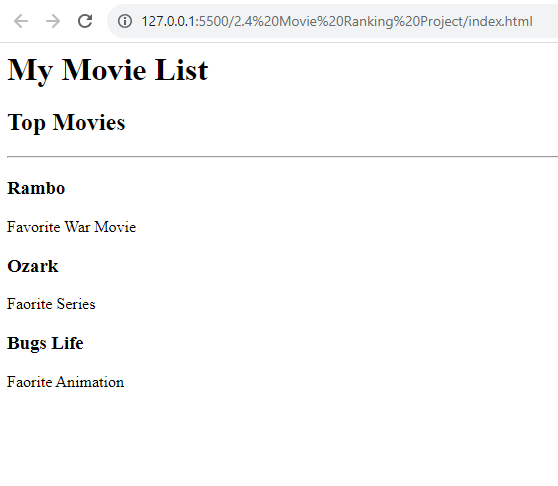 127.0.0.1:5500/2.4%20Movie%20Ranking%20Project/index.html
My Movie List
Top Movies
Rambo
Favorite War Movie
Ozark
Faorite Series
Bugs Life
Faorite Animation